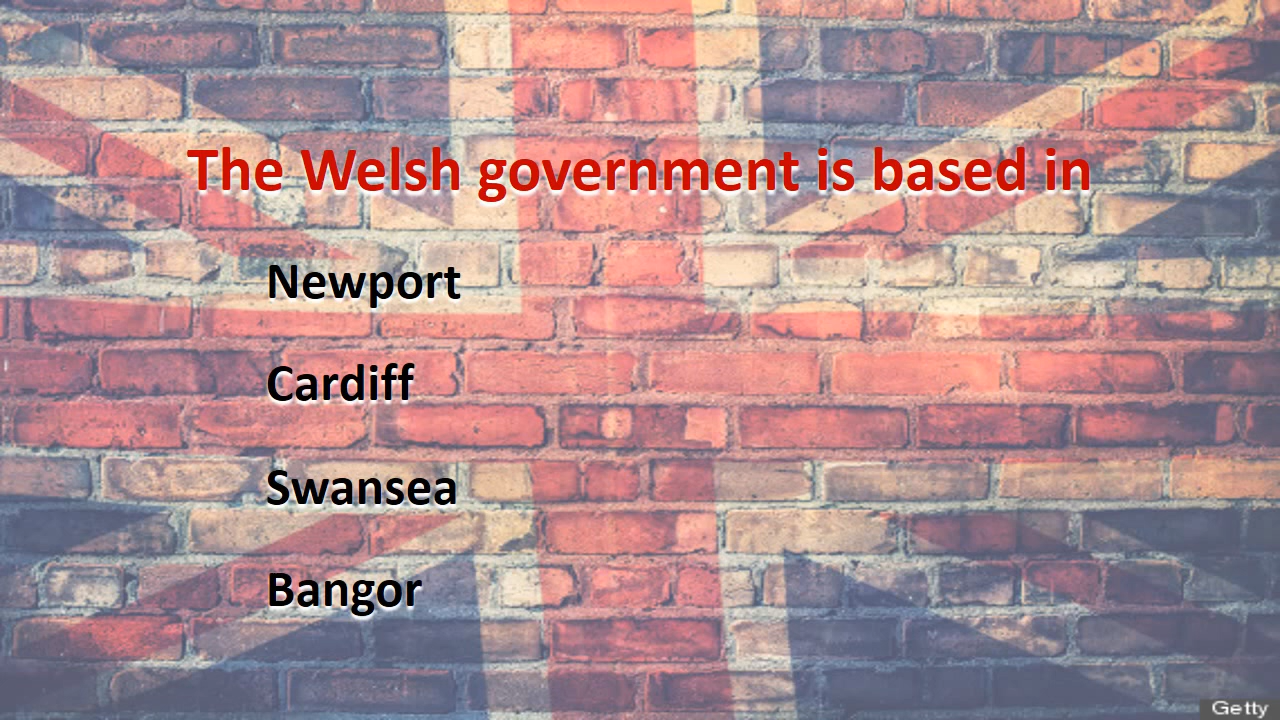 The Welsh government is based in
Newport
Cardiff
Swansea
Bangor
Getty